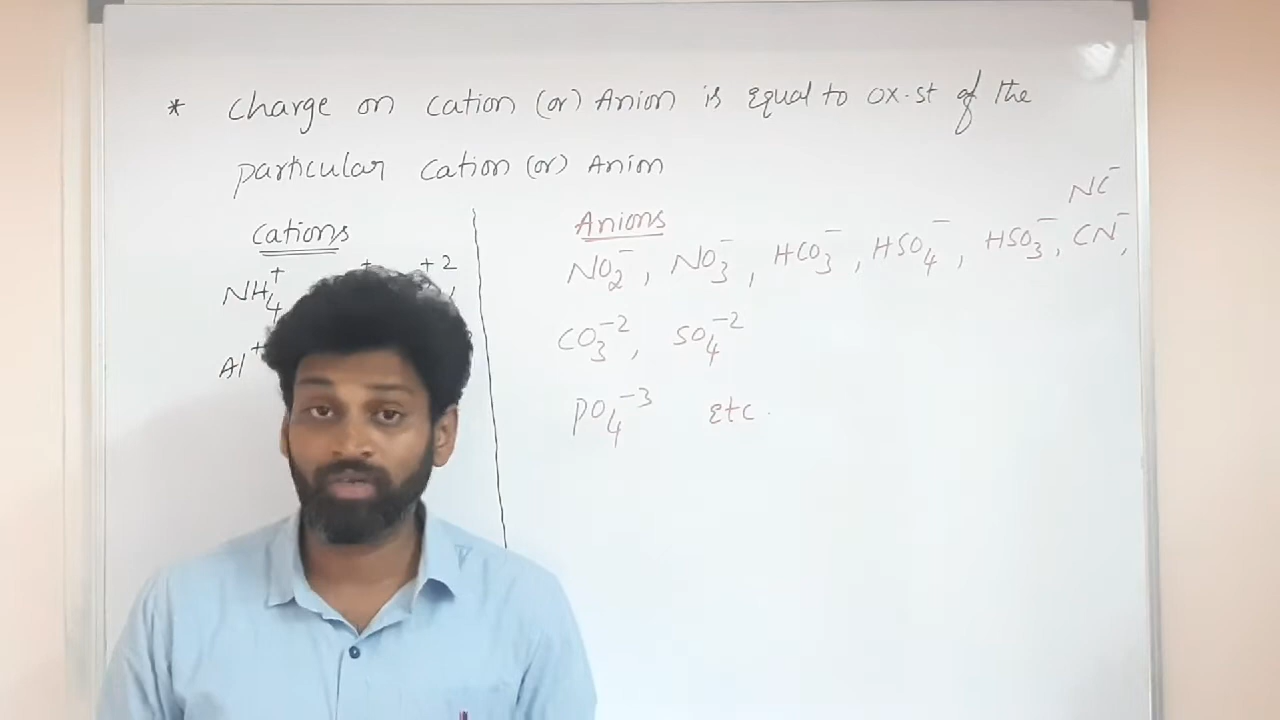 * Charge on cation (or) Anion is Equal to ox.st of the
particular cation (or) Anion
Cations
NH₄⁺ ⁺ ⁺²
Al⁺
Anions
NC⁻
NO₂⁻, NO₃⁻, HCO₃⁻, HSO₄⁻, HSO₃⁻, CN⁻,
CO₃⁻², SO₄⁻²
PO₄⁻³ Etc.